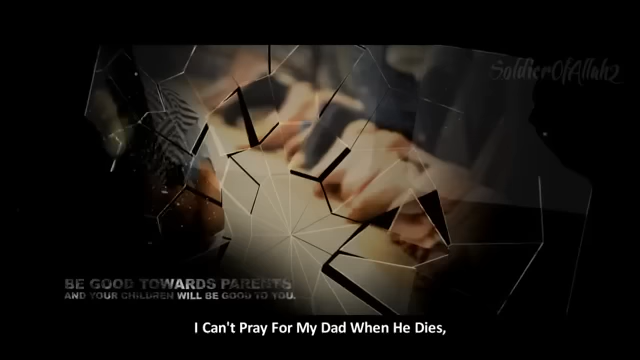 SoldierOfAllah2
BE GOOD TOWARDS PARENTS
AND YOUR CHILDREN WILL BE GOOD TO YOU.
I Can't Pray For My Dad When He Dies,